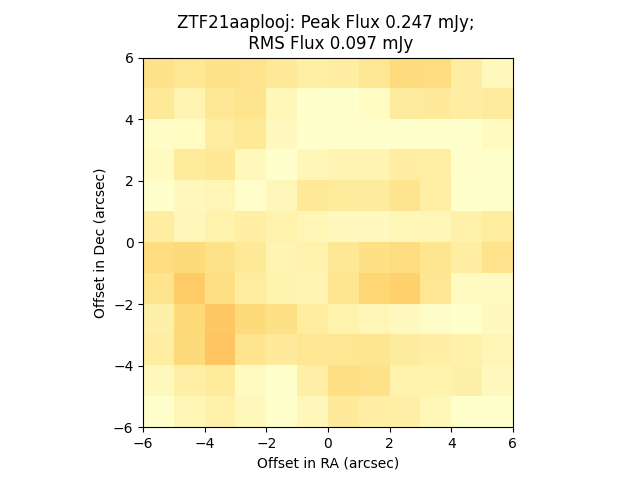 ZTF21aaplooj: Peak Flux 0.247 mJy;
RMS Flux 0.097 mJy
6
4
2
0
−2
−4
−6
Offset in Dec (arcsec)
−6 −4 −2 0 2 4 6
Offset in RA (arcsec)